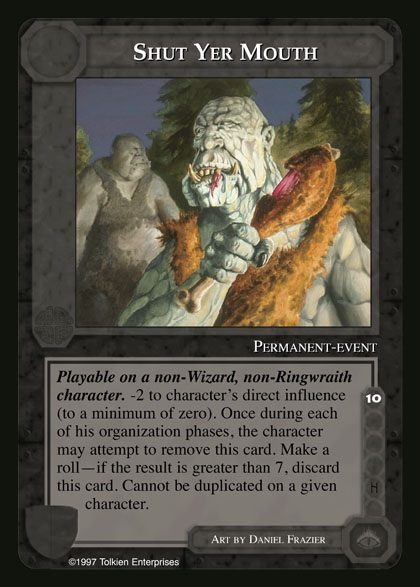 Shut Yer Mouth
Permanent-event
Playable on a non-Wizard, non-Ringwraith
character. -2 to character's direct influence
(to a minimum of zero). Once during each
of his organization phases, the character
may attempt to remove this card. Make a
roll—if the result is greater than 7, discard
this card. Cannot be duplicated on a given
character.
10
H
Art by Daniel Frazier
©1997 Tolkien Enterprises